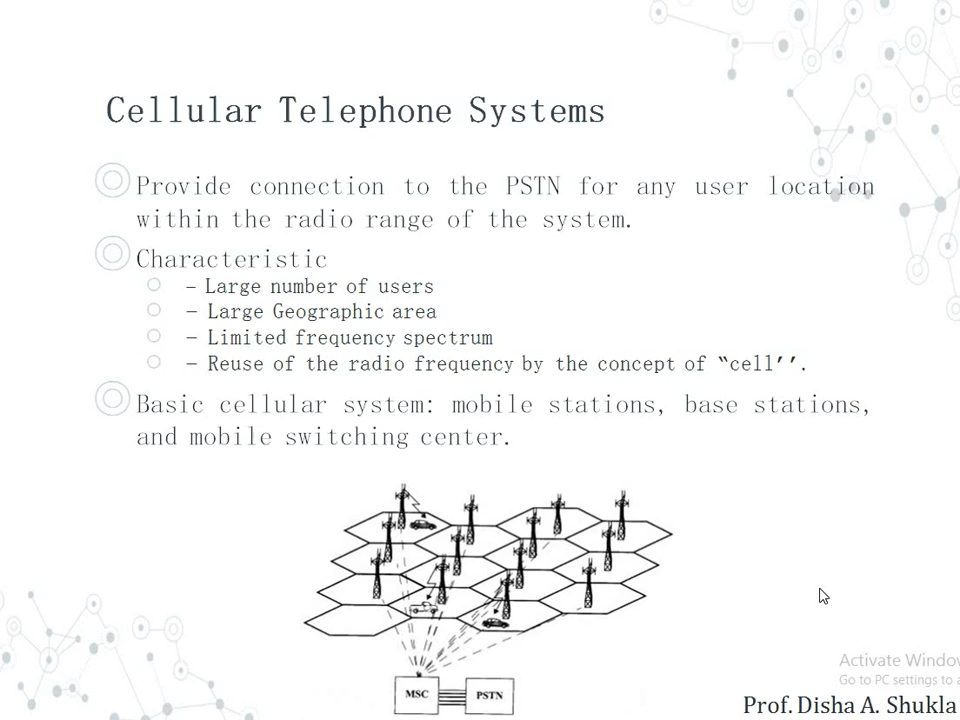 Cellular Telephone Systems
Provide connection to the PSTN for any user location
within the radio range of the system.
Characteristic
– Large number of users
– Large Geographic area
– Limited frequency spectrum
– Reuse of the radio frequency by the concept of “cell’’.
Basic cellular system: mobile stations, base stations,
and mobile switching center.
MSC
PSTN
Activate Window
Go to PC settings to a
Prof. Disha A. Shukla